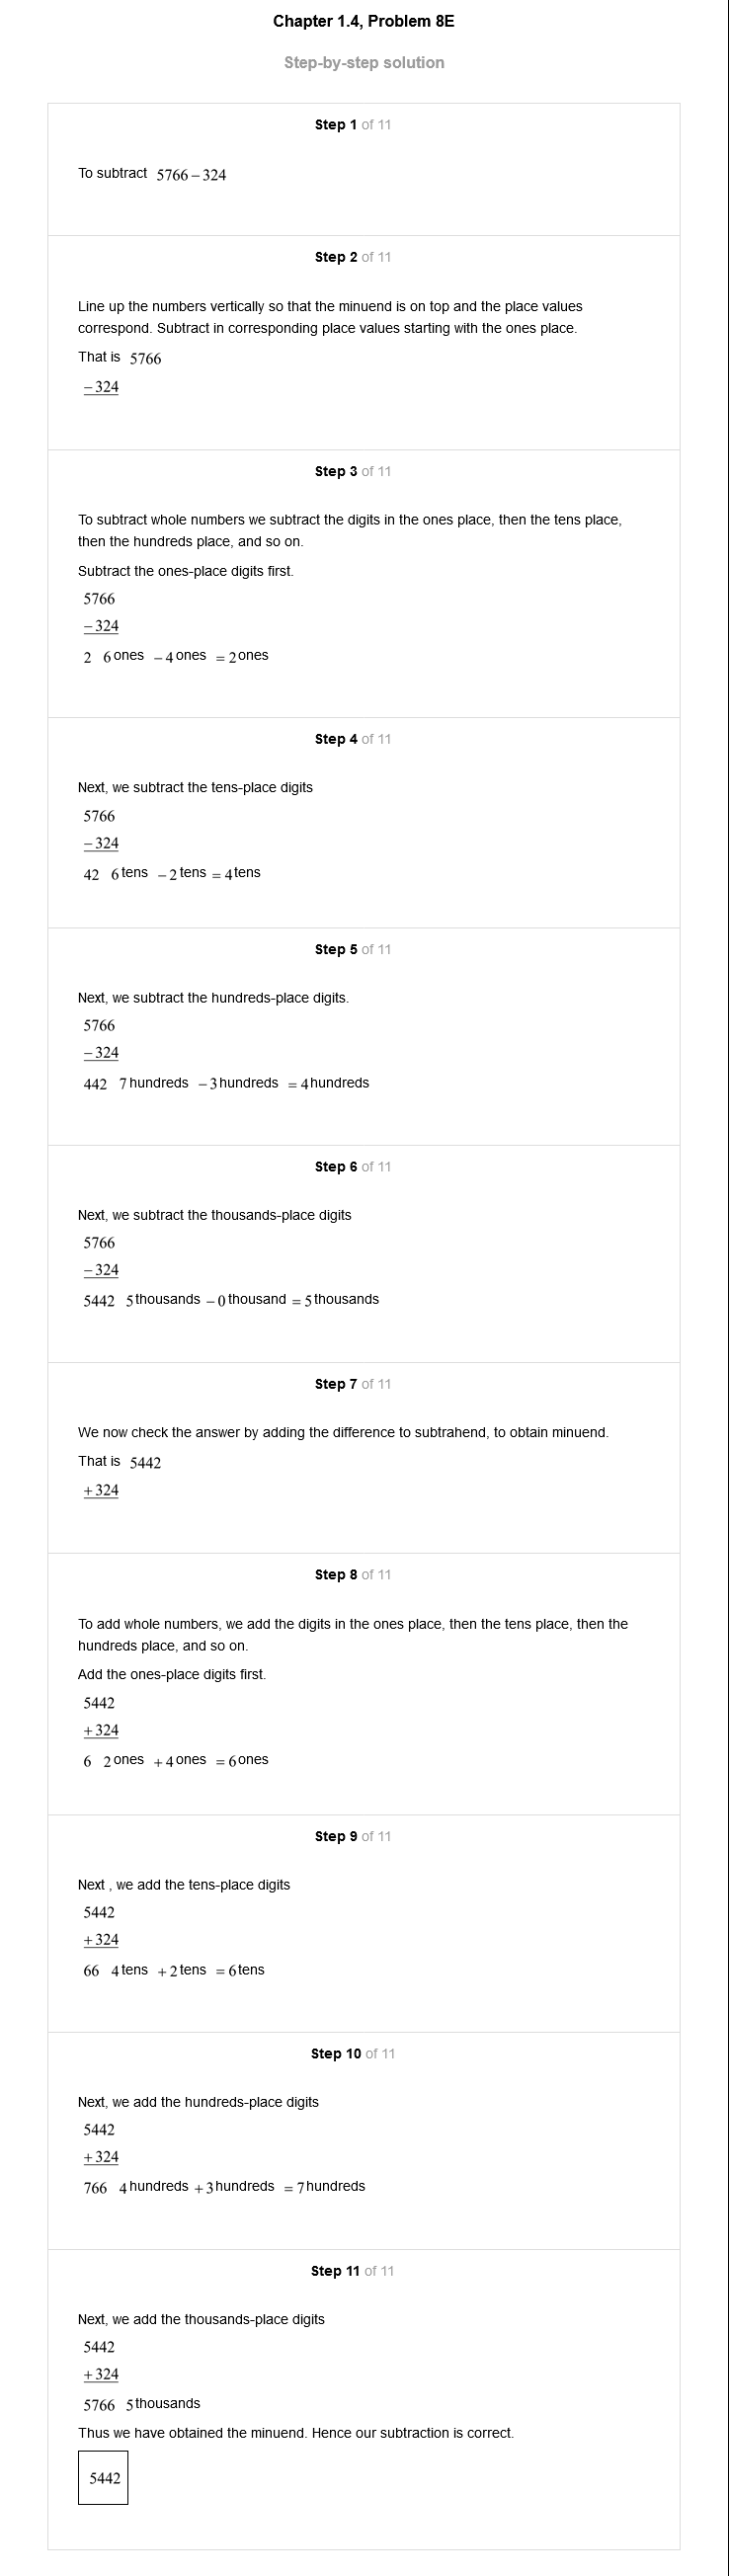 Chapter 1.4, Problem 8E
Step-by-step solution
Step 1 of 11
To subtract 5766 – 324
Step 2 of 11
Line up the numbers vertically so that the minuend is on top and the place values
correspond. Subtract in corresponding place values starting with the ones place.
That is 5766
– 324
Step 3 of 11
To subtract whole numbers we subtract the digits in the ones place, then the tens place,
then the hundreds place, and so on.
Subtract the ones-place digits first.
5766
– 324
2 6 ones – 4 ones = 2 ones
Step 4 of 11
Next, we subtract the tens-place digits
5766
– 324
42 6 tens – 2 tens = 4 tens
Step 5 of 11
Next, we subtract the hundreds-place digits.
5766
– 324
442 7 hundreds – 3 hundreds = 4 hundreds
Step 6 of 11
Next, we subtract the thousands-place digits
5766
– 324
5442 5 thousands – 0 thousand = 5 thousands
Step 7 of 11
We now check the answer by adding the difference to subtrahend, to obtain minuend.
That is 5442
+ 324
Step 8 of 11
To add whole numbers, we add the digits in the ones place, then the tens place, then the
hundreds place, and so on.
Add the ones-place digits first.
5442
+ 324
6 2 ones + 4 ones = 6 ones
Step 9 of 11
Next , we add the tens-place digits
5442
+ 324
66 4 tens + 2 tens = 6 tens
Step 10 of 11
Next, we add the hundreds-place digits
5442
+ 324
766 4 hundreds + 3 hundreds = 7 hundreds
Step 11 of 11
Next, we add the thousands-place digits
5442
+ 324
5766 5 thousands
Thus we have obtained the minuend. Hence our subtraction is correct.
5442